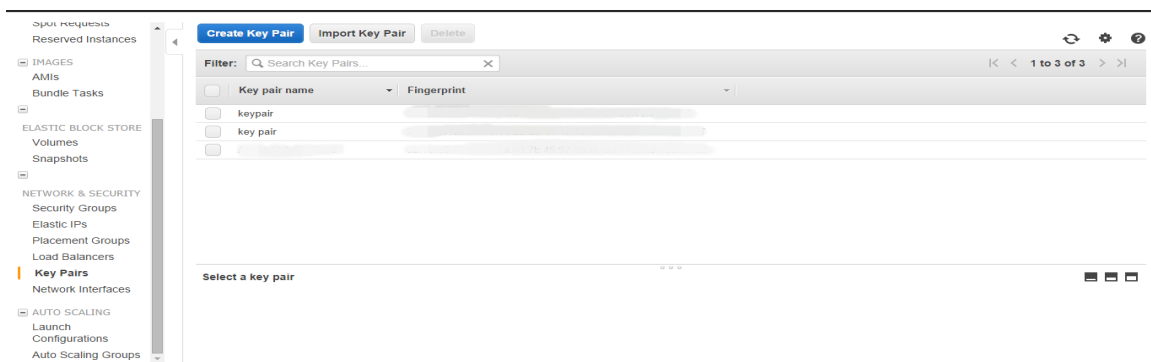 Spot Requests
Reserved Instances
IMAGES
AMIs
Bundle Tasks
ELASTIC BLOCK STORE
Volumes
Snapshots
NETWORK & SECURITY
Security Groups
Elastic IPs
Placement Groups
Load Balancers
Key Pairs
Network Interfaces
AUTO SCALING
Launch
Configurations
Auto Scaling Groups
Create Key Pair Import Key Pair Delete
Filter: Search Key Pairs... 1 to 3 of 3
Key pair name Fingerprint
keypair
key pair
Select a key pair